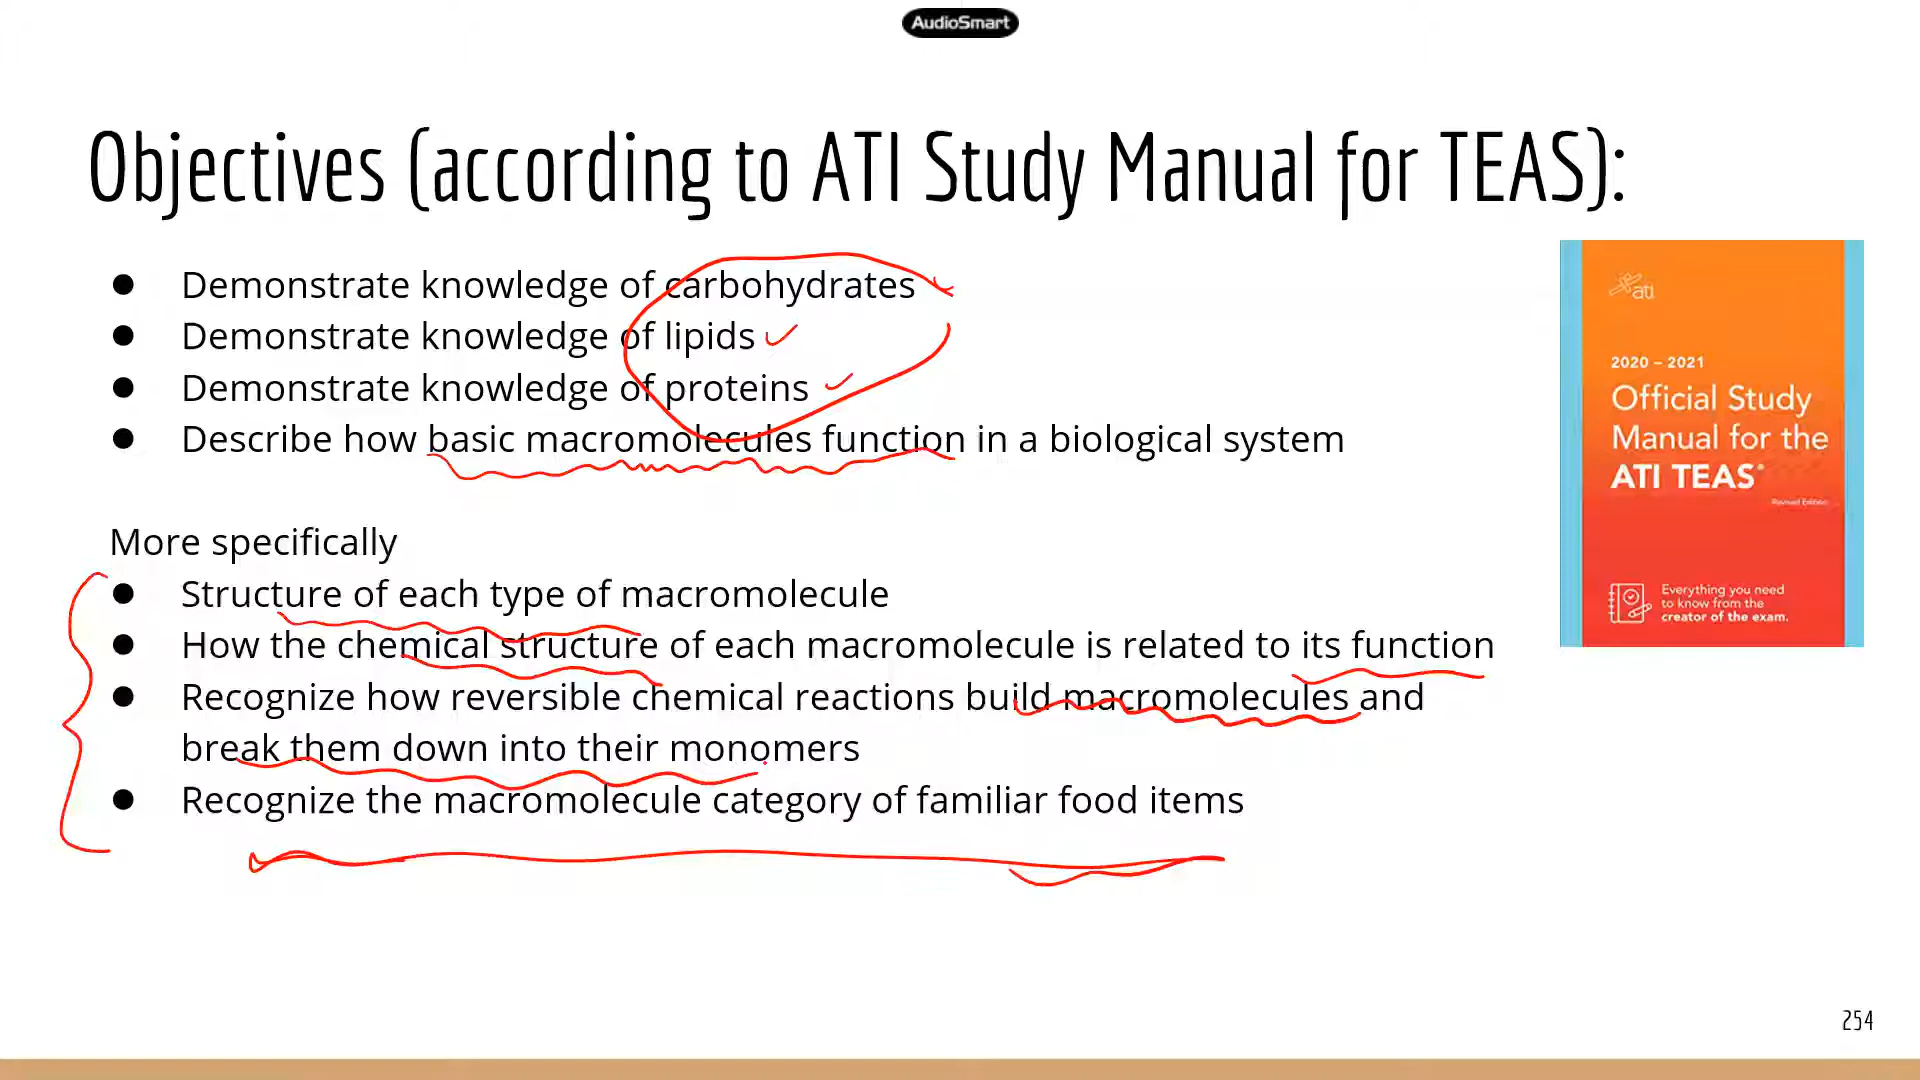 AudioSmart
Objectives (according to ATI Study Manual for TEAS):
● Demonstrate knowledge of carbohydrates
● Demonstrate knowledge of lipids
● Demonstrate knowledge of proteins
● Describe how basic macromolecules function in a biological system
More specifically
● Structure of each type of macromolecule
● How the chemical structure of each macromolecule is related to its function
● Recognize how reversible chemical reactions build macromolecules and
break them down into their monomers
● Recognize the macromolecule category of familiar food items
ati
2020 – 2021
Official Study
Manual for the
ATI TEAS®
Revised Edition
Everything you need
to know from the
creator of the exam.
254